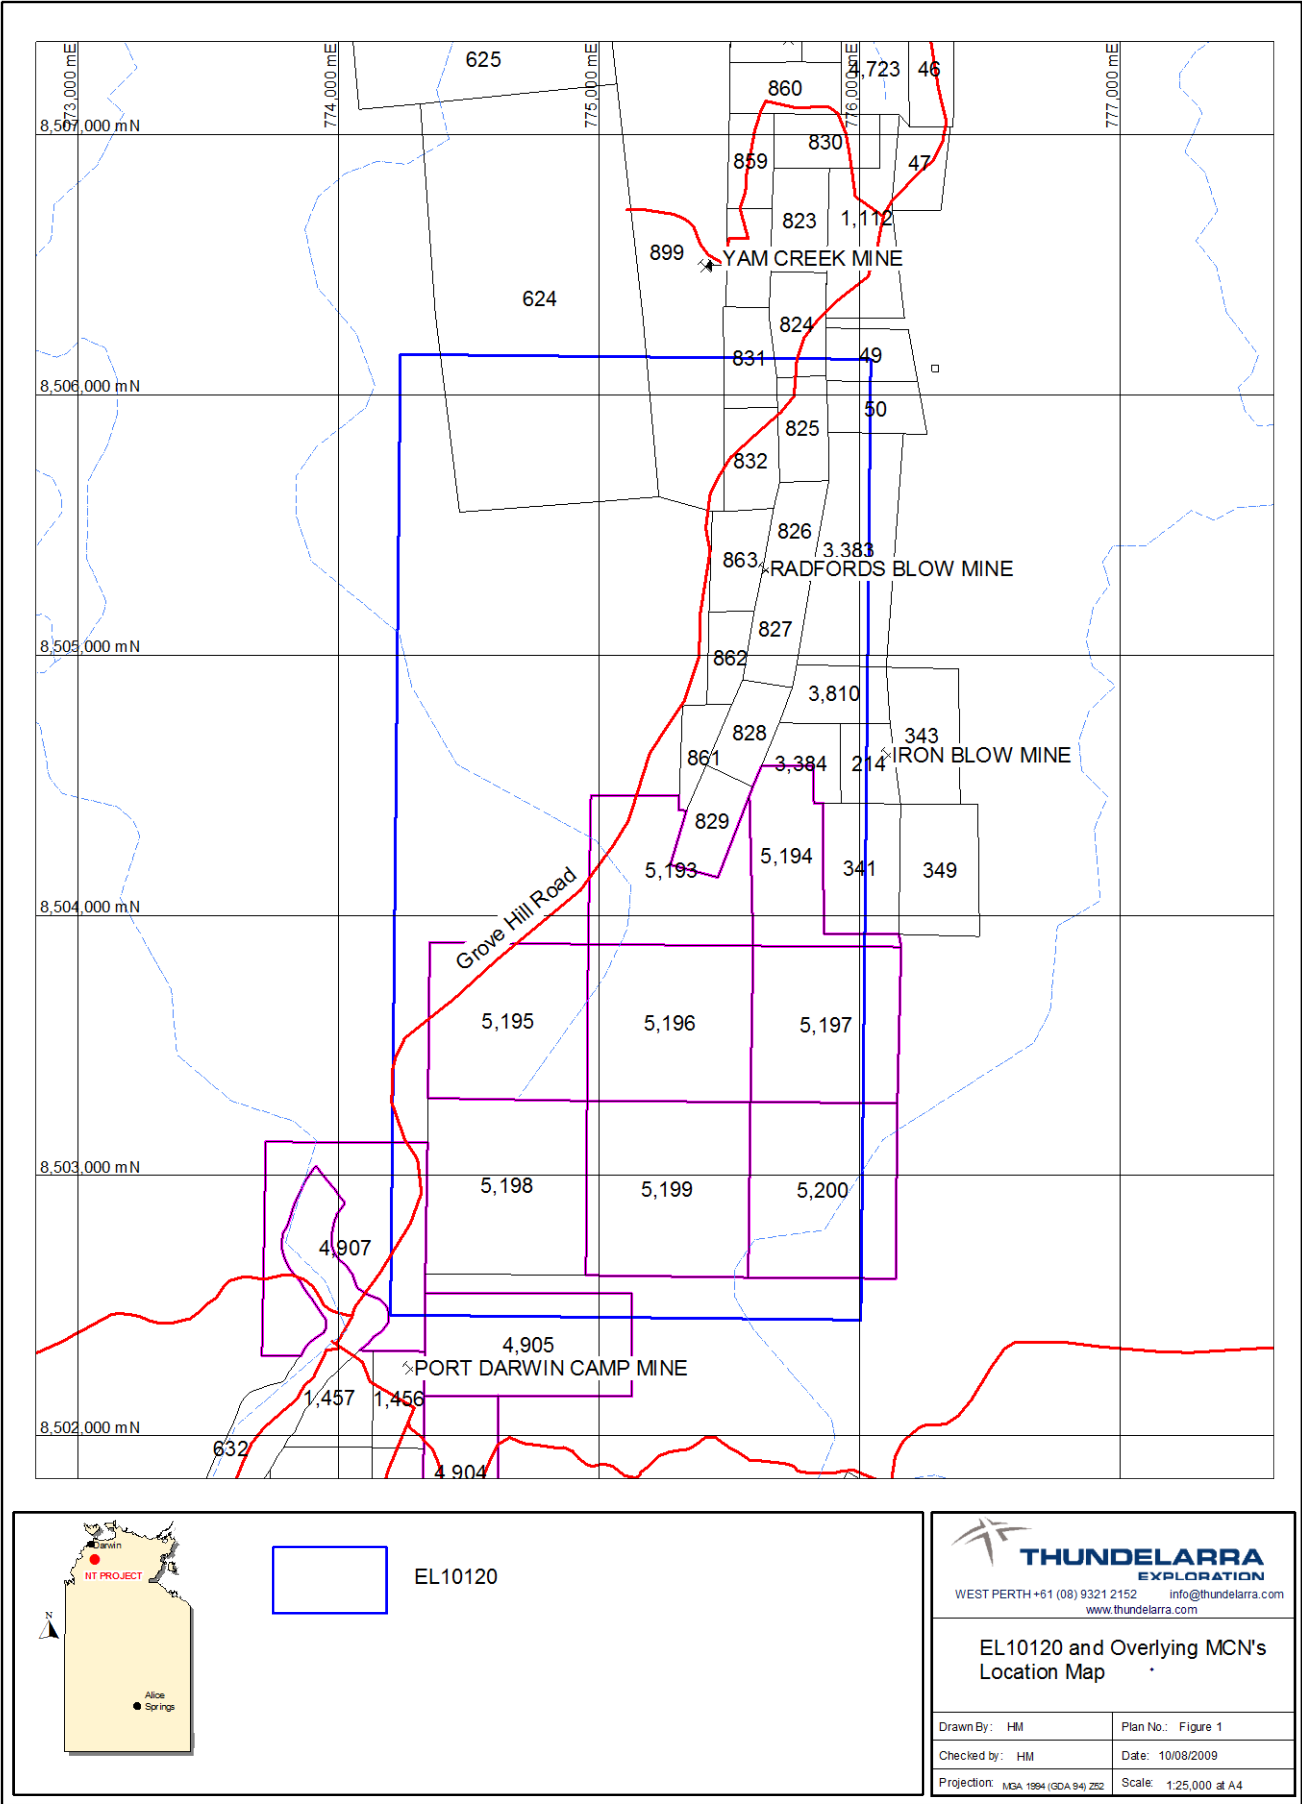 773,000 mE
774,000 mE
775,000 mE
776,000 mE
777,000 mE
625
860
4,723
46
8,507,000 mN
859
830
47
823
1,112
899
YAM CREEK MINE
624
824
831
49
8,506,000 mN
50
825
832
826
3,383
863
RADFORDS BLOW MINE
827
8,505,000 mN
862
3,810
828
343
861
3,384
214
IRON BLOW MINE
829
5,193
5,194
341
349
8,504,000 mN
Grove Hill Road
5,195
5,196
5,197
8,503,000 mN
5,198
5,199
5,200
4,907
4,905
PORT DARWIN CAMP MINE
1,457
1,456
8,502,000 mN
632
4,904
Darwin
NT PROJECT
N
Alice
Springs
EL10120
THUNDELARRA
EXPLORATION
WEST PERTH +61 (08) 9321 2152 info@thundelarra.com
www.thundelarra.com
EL10120 and Overlying MCN's
Location Map
Drawn By: HM
Plan No.: Figure 1
Checked by: HM
Date: 10/08/2009
Projection: MGA 1994 (GDA 94) Z52
Scale: 1:25,000 at A4